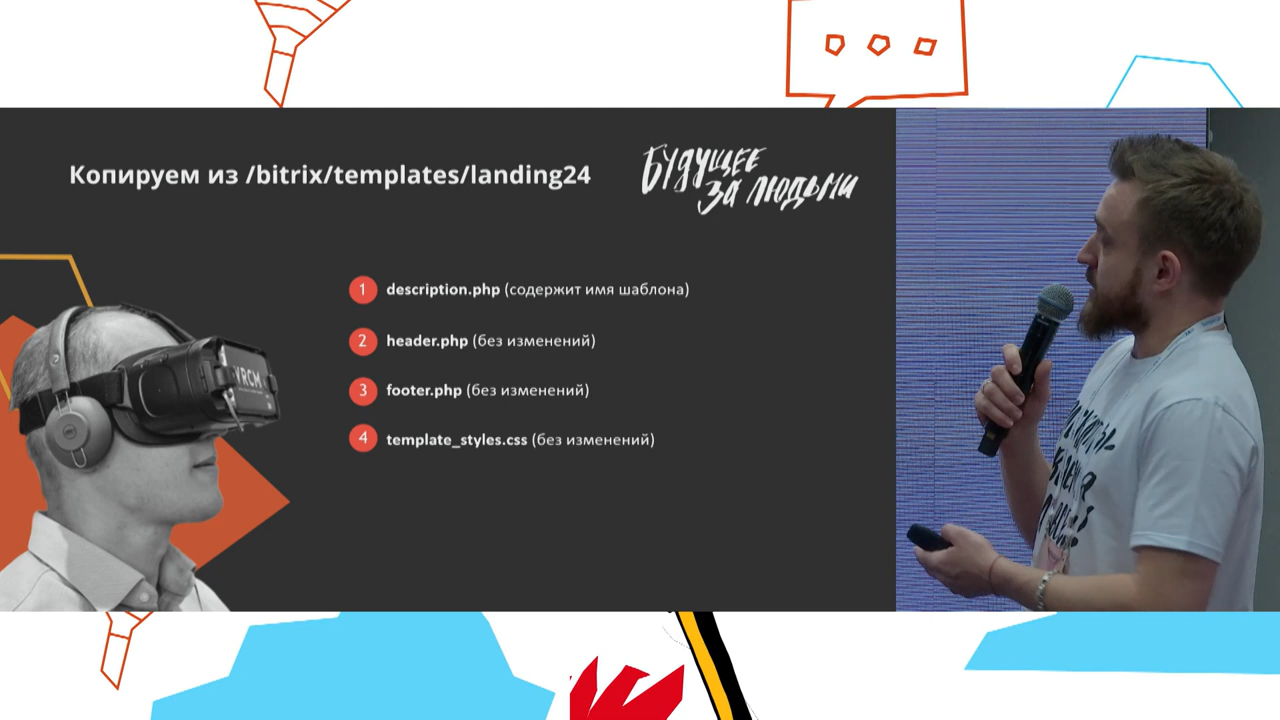 Копируем из /bitrix/templates/landing24
Будущее
за людьми
1 description.php (содержит имя шаблона)
2 header.php (без изменений)
3 footer.php (без изменений)
4 template_styles.css (без изменений)
VRCM